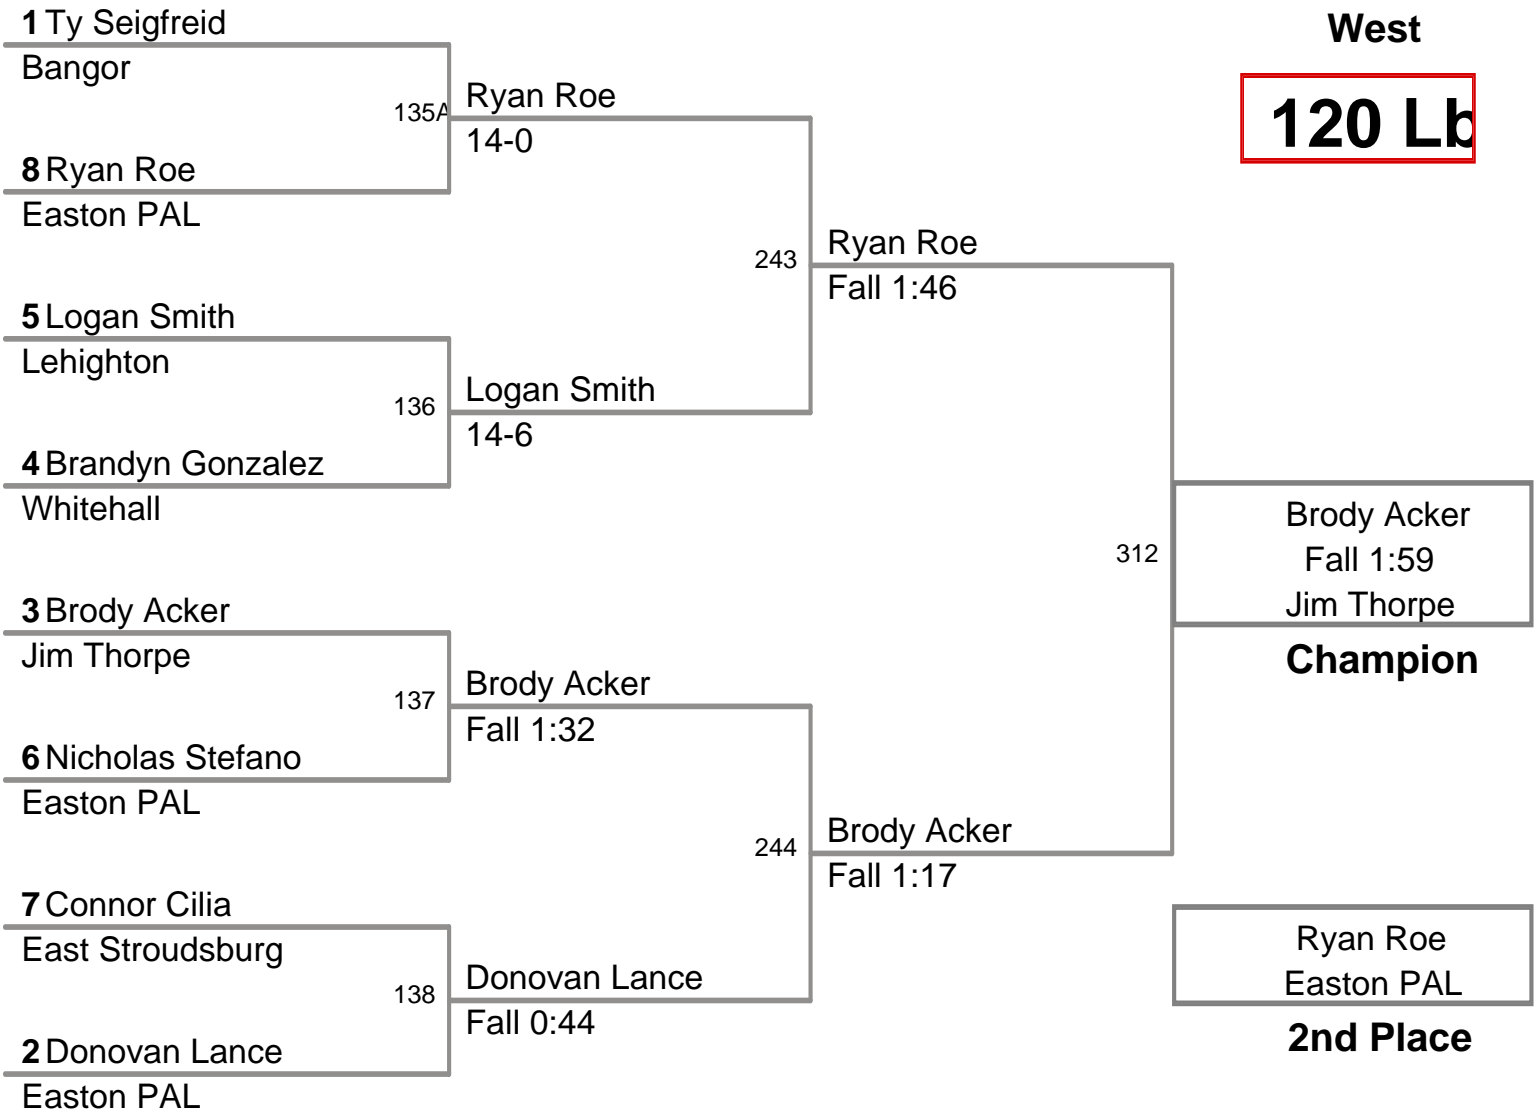 1 Ty Seigfreid
Bangor
135A
Ryan Roe
14-0
8 Ryan Roe
Easton PAL
243
Ryan Roe
Fall 1:46
5 Logan Smith
Lehighton
136
Logan Smith
14-6
4 Brandyn Gonzalez
Whitehall
312
3 Brody Acker
Jim Thorpe
137
Brody Acker
Fall 1:32
6 Nicholas Stefano
Easton PAL
244
Brody Acker
Fall 1:17
7 Connor Cilia
East Stroudsburg
138
Donovan Lance
Fall 0:44
2 Donovan Lance
Easton PAL
West
120 Lb
Brody Acker
Fall 1:59
Jim Thorpe
Champion
Ryan Roe
Easton PAL
2nd Place